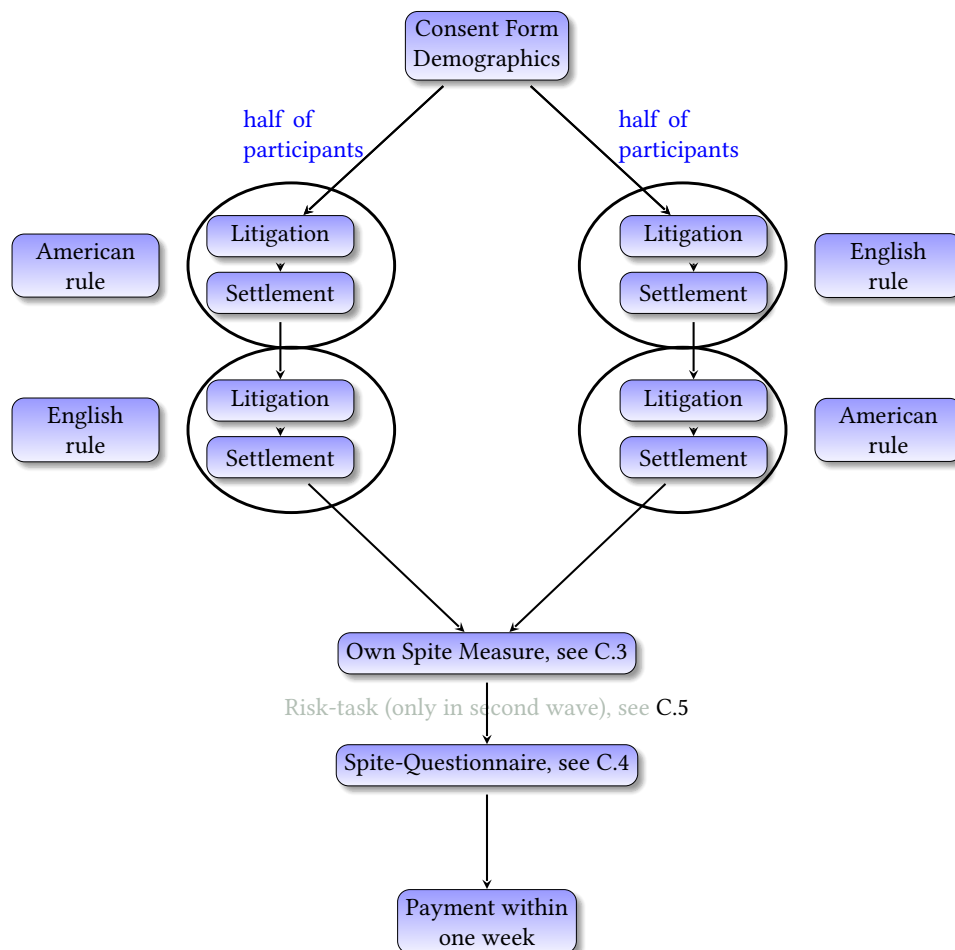 Consent Form
Demographics
half of
participants
half of
participants
American
rule
Litigation
Settlement
Litigation
Settlement
English
rule
English
rule
Litigation
Settlement
Litigation
Settlement
American
rule
Own Spite Measure, see C.3
Risk-task (only in second wave), see C.5
Spite-Questionnaire, see C.4
Payment within
one week